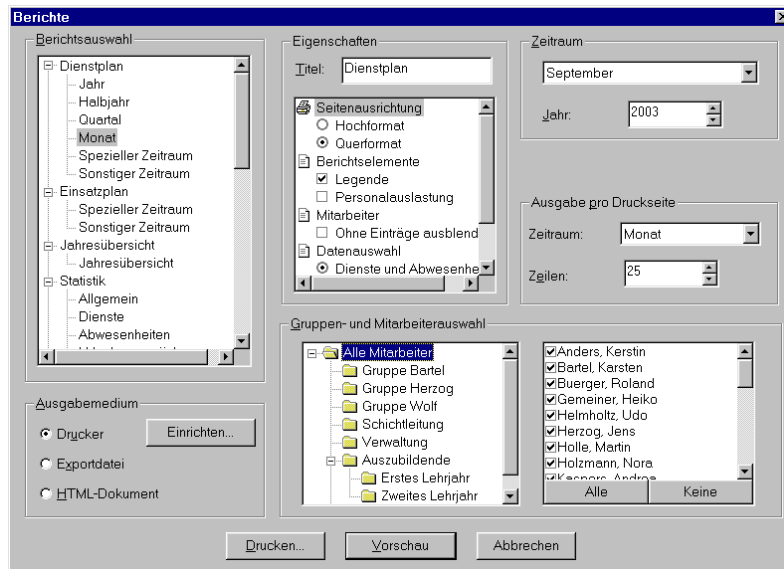 Berichte
Berichtsauswahl
Dienstplan
Jahr
Halbjahr
Quartal
Monat
Spezieller Zeitraum
Sonstiger Zeitraum
Einsatzplan
Spezieller Zeitraum
Sonstiger Zeitraum
Jahresübersicht
Jahresübersicht
Statistik
Allgemein
Dienste
Abwesenheiten
Eigenschaften
Titel: Dienstplan
Seitenausrichtung
Hochformat
Querformat
Berichtselemente
Legende
Personalauslastung
Mitarbeiter
Ohne Einträge ausblend
Datenauswahl
Dienste und Abwesenhe
Zeitraum
September
Jahr: 2003
Ausgabe pro Druckseite
Zeitraum: Monat
Zeilen: 25
Ausgabemedium
Drucker Einrichten...
Exportdatei
HTML-Dokument
Gruppen- und Mitarbeiterauswahl
Alle Mitarbeiter
Gruppe Bartel
Gruppe Herzog
Gruppe Wolf
Schichtleitung
Verwaltung
Auszubildende
Erstes Lehrjahr
Zweites Lehrjahr
Anders, Kerstin
Bartel, Karsten
Buerger, Roland
Gemeiner, Heiko
Helmholtz, Udo
Herzog, Jens
Holle, Martin
Holzmann, Nora
Kaspers, Andrea
Alle Keine
Drucken... Vorschau Abbrechen